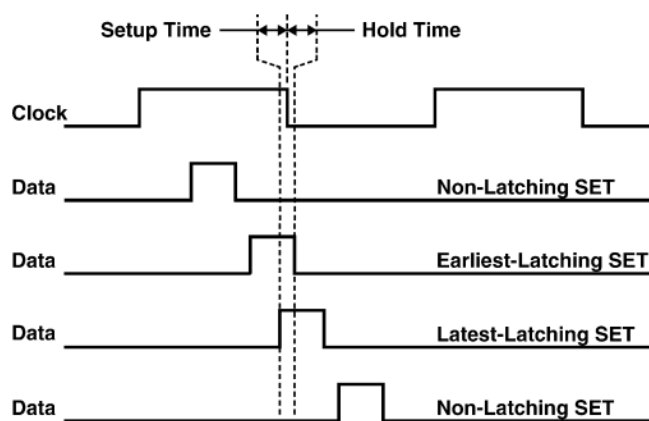 Setup Time Hold Time
Clock
Data Non-Latching SET
Data Earliest-Latching SET
Data Latest-Latching SET
Data Non-Latching SET